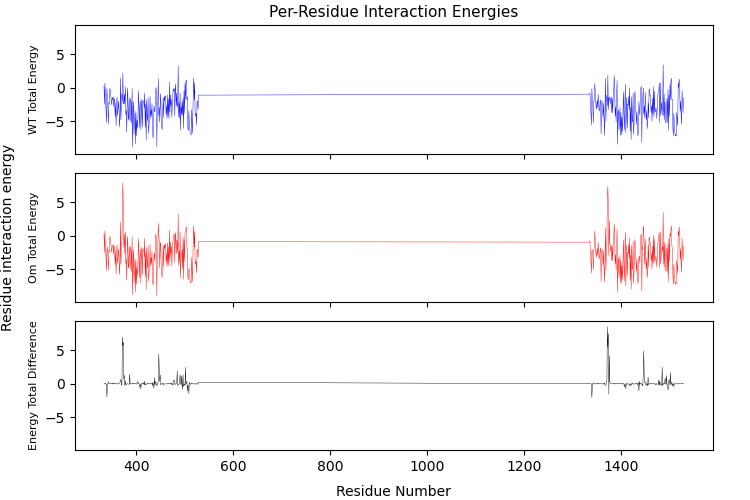 Per-Residue Interaction Energies
Residue interaction energy
WT Total Energy
5
0
−5
Om Total Energy
5
0
−5
Energy Total Difference
5
0
−5
400 600 800 1000 1200 1400
Residue Number